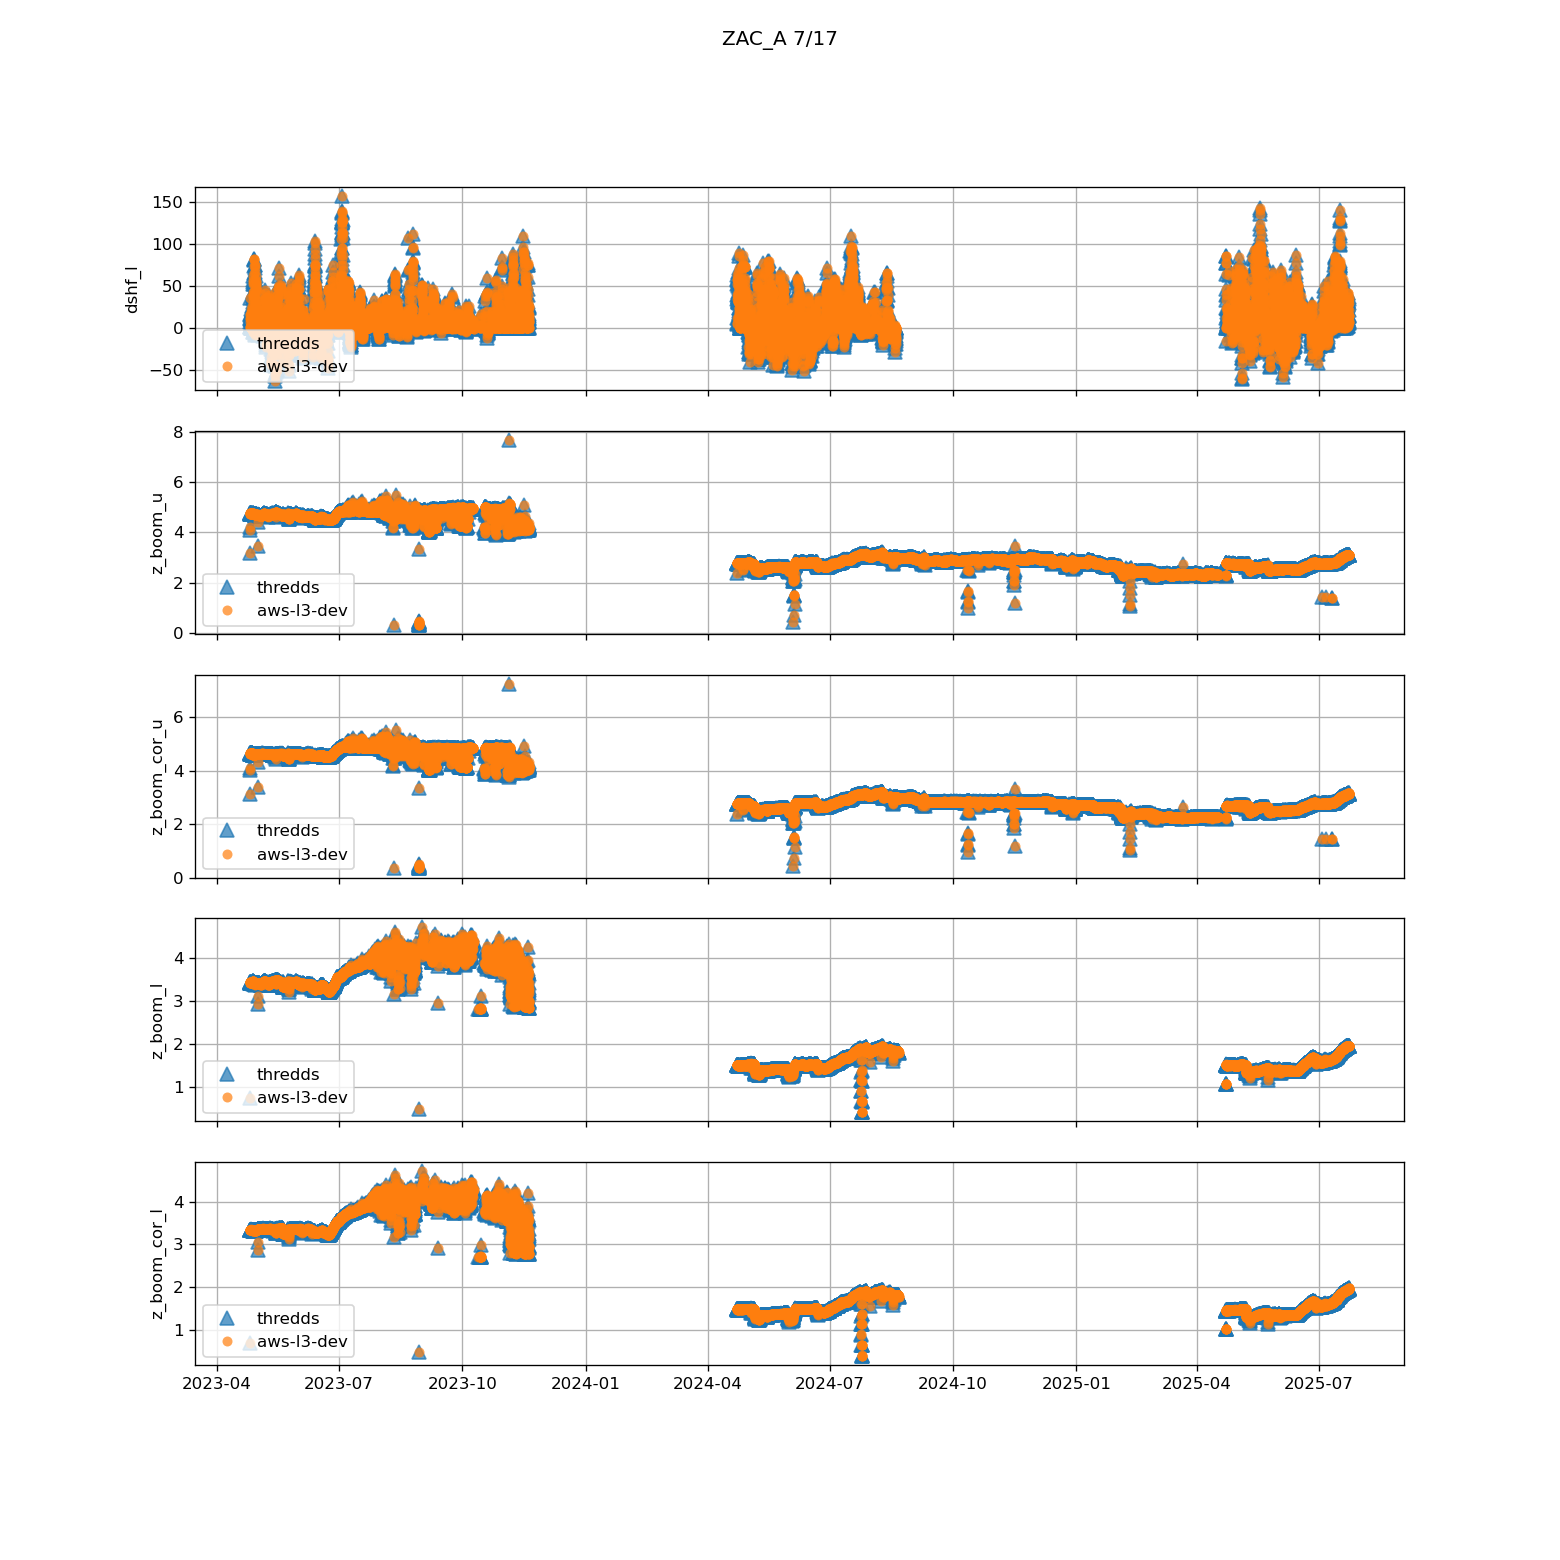 ZAC_A 7/17
150
100
50
0
−50
dshf_l
thredds
aws-l3-dev
8
6
4
2
0
z_boom_u
thredds
aws-l3-dev
6
4
2
0
z_boom_cor_u
thredds
aws-l3-dev
4
3
2
1
z_boom_l
thredds
aws-l3-dev
4
3
2
1
z_boom_cor_l
thredds
aws-l3-dev
2023-04 2023-07 2023-10 2024-01 2024-04 2024-07 2024-10 2025-01 2025-04 2025-07